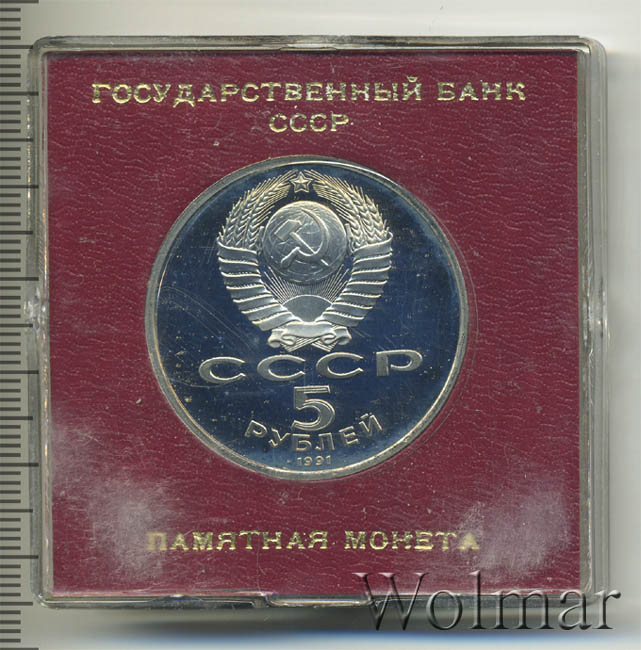 ГОСУДАРСТВЕННЫЙ БАНК
СССР
СССР
5
РУБЛЕЙ
1991
ПАМЯТНАЯ МОНЕТА
Wolmar